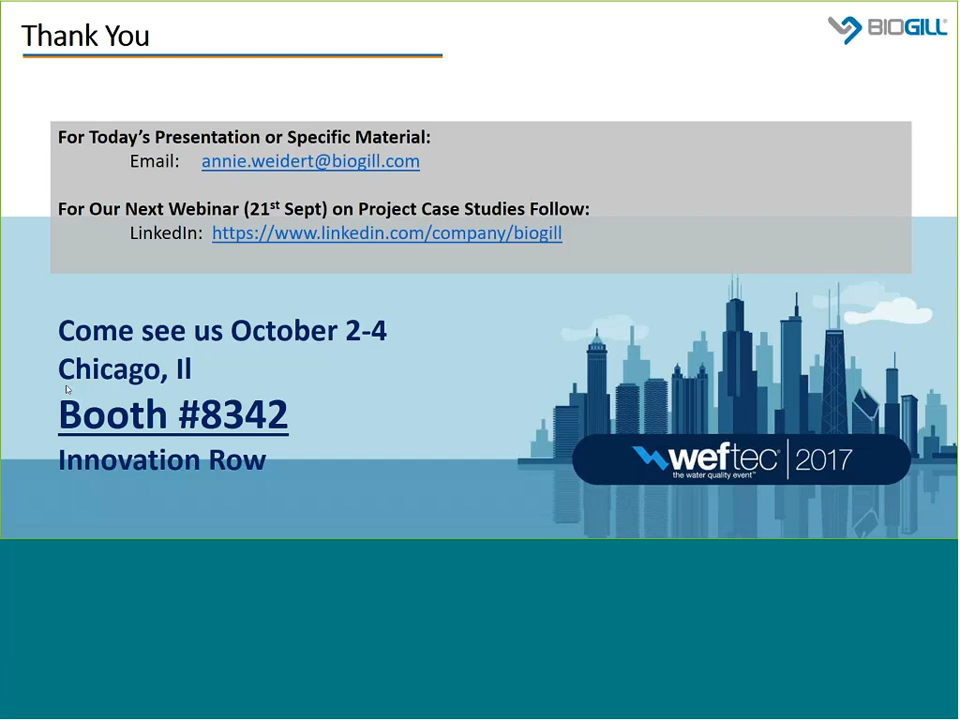 Thank You
BIOGILL®
For Today's Presentation or Specific Material:
Email: annie.weidert@biogill.com
For Our Next Webinar (21st Sept) on Project Case Studies Follow:
LinkedIn: https://www.linkedin.com/company/biogill
Come see us October 2-4
Chicago, Il
Booth #8342
Innovation Row
weftec® | 2017
the water quality event™